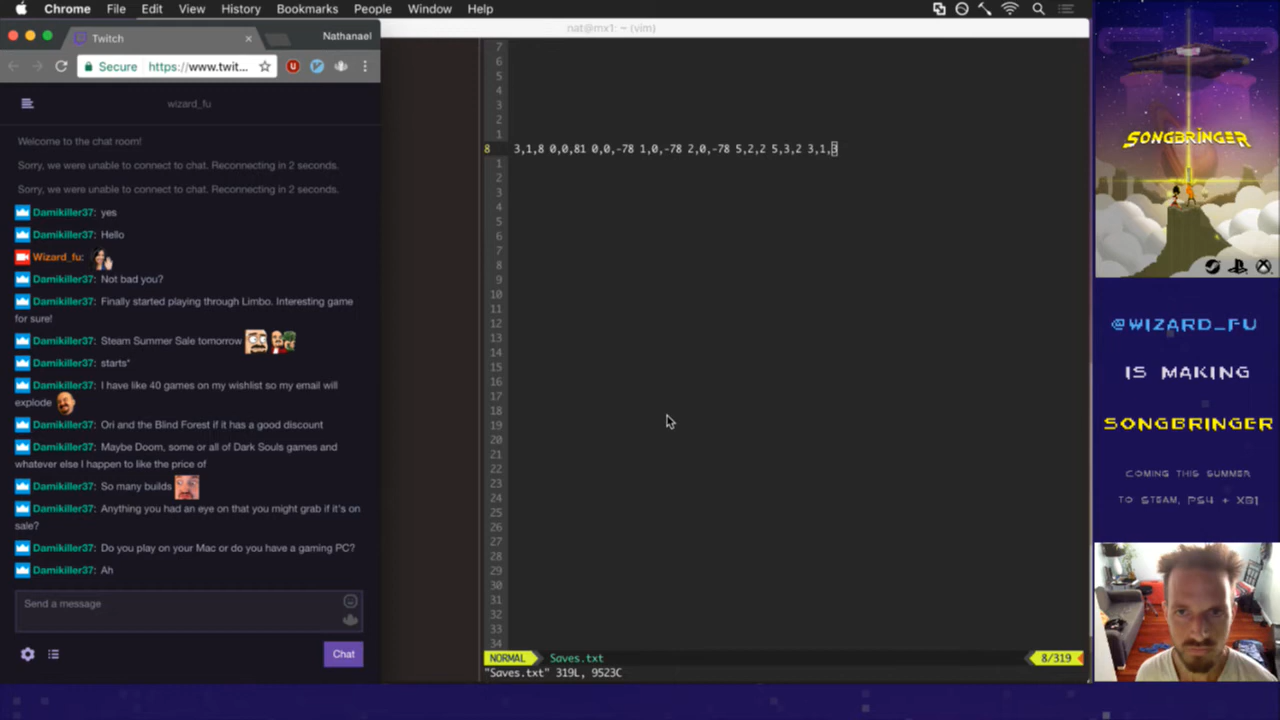 Chrome File Edit View History Bookmarks People Window Help
Twitch
Nathanael
nat@mx1: ~ (vim)
Secure https://www.twit...
wizard_fu
Welcome to the chat room!
Sorry, we were unable to connect to chat. Reconnecting in 2 seconds.
Sorry, we were unable to connect to chat. Reconnecting in 2 seconds.
Damikiller37: yes
Damikiller37: Hello
Wizard_fu:
Damikiller37: Not bad you?
Damikiller37: Finally started playing through Limbo. Interesting game
for sure!
Damikiller37: Steam Summer Sale tomorrow
Damikiller37: starts*
Damikiller37: I have like 40 games on my wishlist so my email will
explode
Damikiller37: Ori and the Blind Forest if it has a good discount
Damikiller37: Maybe Doom, some or all of Dark Souls games and
whatever else I happen to like the price of
Damikiller37: So many builds
Damikiller37: Anything you had an eye on that you might grab if it's on
sale?
Damikiller37: Do you play on your Mac or do you have a gaming PC?
Damikiller37: Ah
Send a message
Chat
7
6
5
4
3
2
1
8 3,1,8 0,0,81 0,0,-78 1,0,-78 2,0,-78 5,2,2 5,3,2 3,1,
1
2
3
4
5
6
7
8
9
10
11
12
13
14
15
16
17
18
19
20
21
22
23
24
25
26
27
28
29
30
31
32
33
34
NORMAL Saves.txt 8/319
"Saves.txt" 319L, 9523C
SONGBRINGER
@WIZARD_FU
IS MAKING
SONGBRINGER
COMING THIS SUMMER
TO STEAM, PS4 + XB1